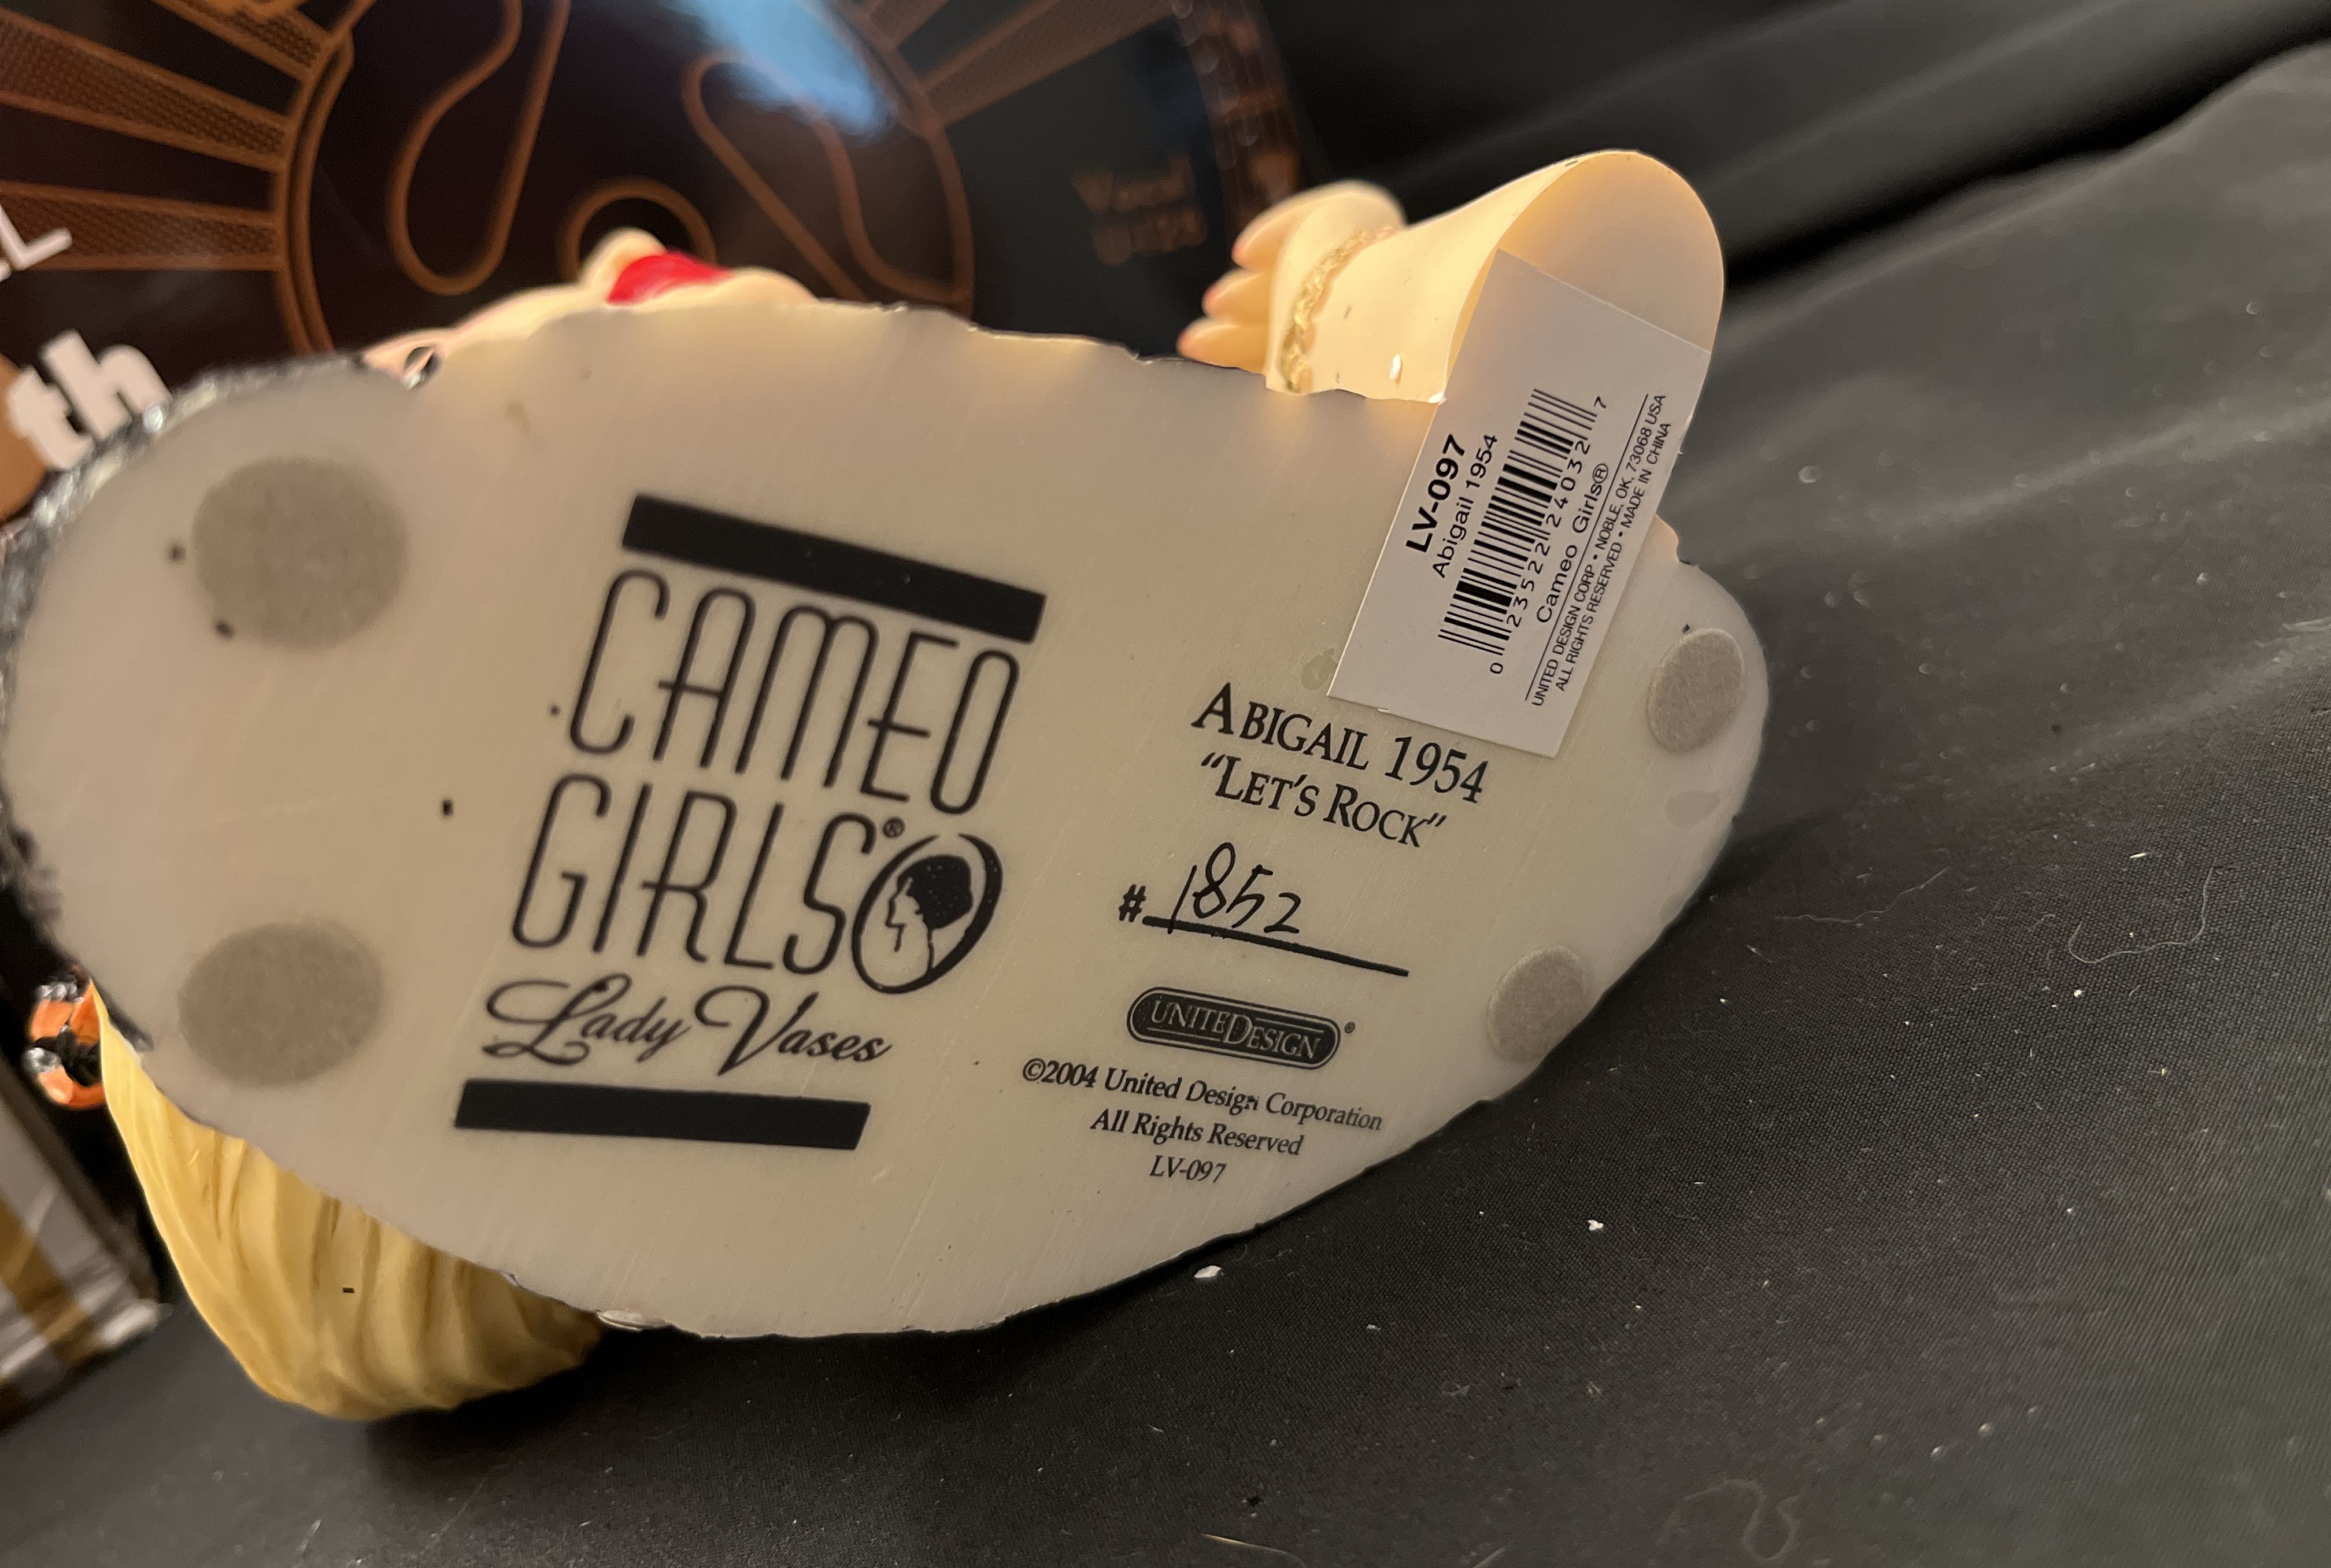 th
CAMEO
GIRLS®
Lady Vases
ABIGAIL 1954
"LET'S ROCK"
# 1852
UNITEDESIGN®
©2004 United Design Corporation
All Rights Reserved
LV-097
LV-097
Abigail 1954
0 23522 24032 7
Cameo Girls®
UNITED DESIGN CORP • NOBLE, OK, 73068 USA
ALL RIGHTS RESERVED • MADE IN CHINA